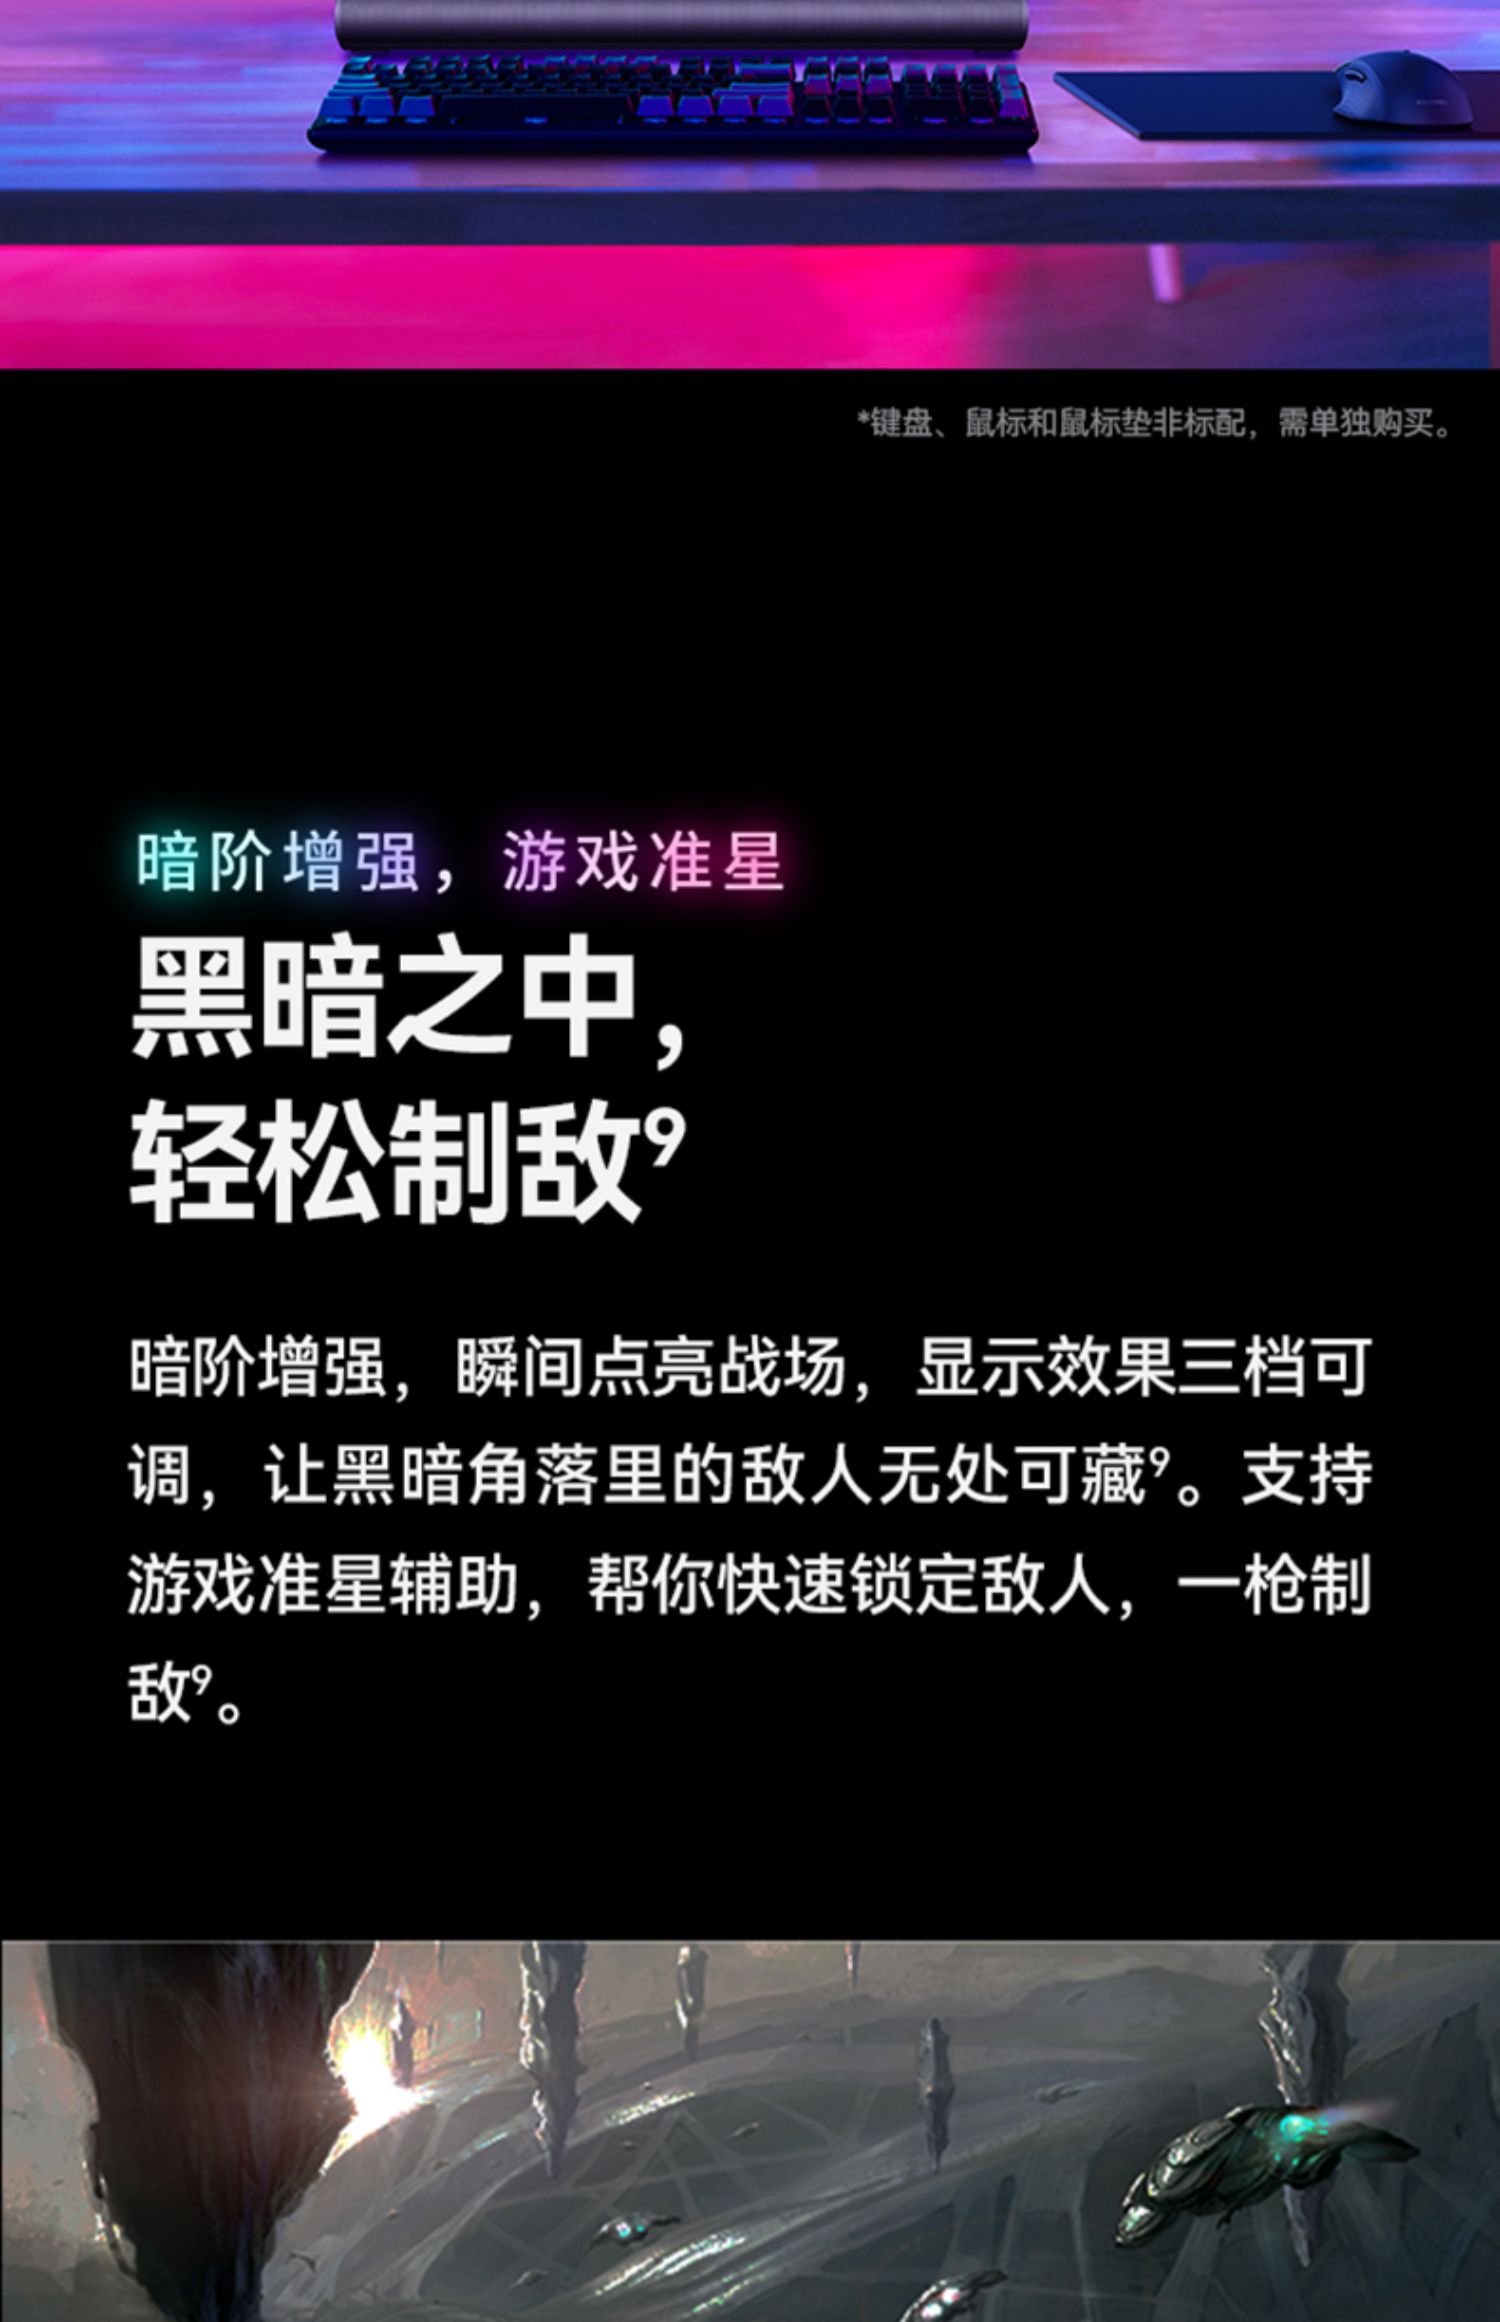 *键盘、鼠标和鼠标垫非标配，需单独购买。
暗阶增强，游戏准星
黑暗之中，
轻松制敌⁹
暗阶增强，瞬间点亮战场，显示效果三档可
调，让黑暗角落里的敌人无处可藏⁹。支持
游戏准星辅助，帮你快速锁定敌人，一枪制
敌⁹。